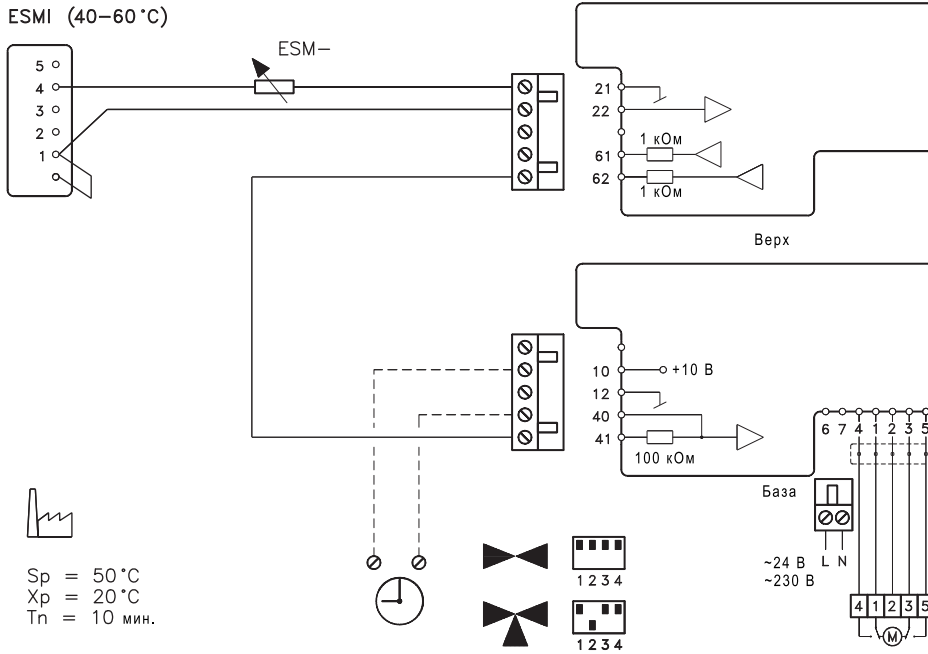 ESMI (40–60°C)
ESM–
5
4
3
2
1
21
22
61
1 кОм
62
1 кОм
Верх
10
+10 В
12
40
41
100 кОм
6 7 4 1 2 3 5
База
L N
~24 В
~230 В
4 1 2 3 5
M
Sp = 50°C
Xp = 20°C
Tn = 10 мин.
1 2 3 4
1 2 3 4